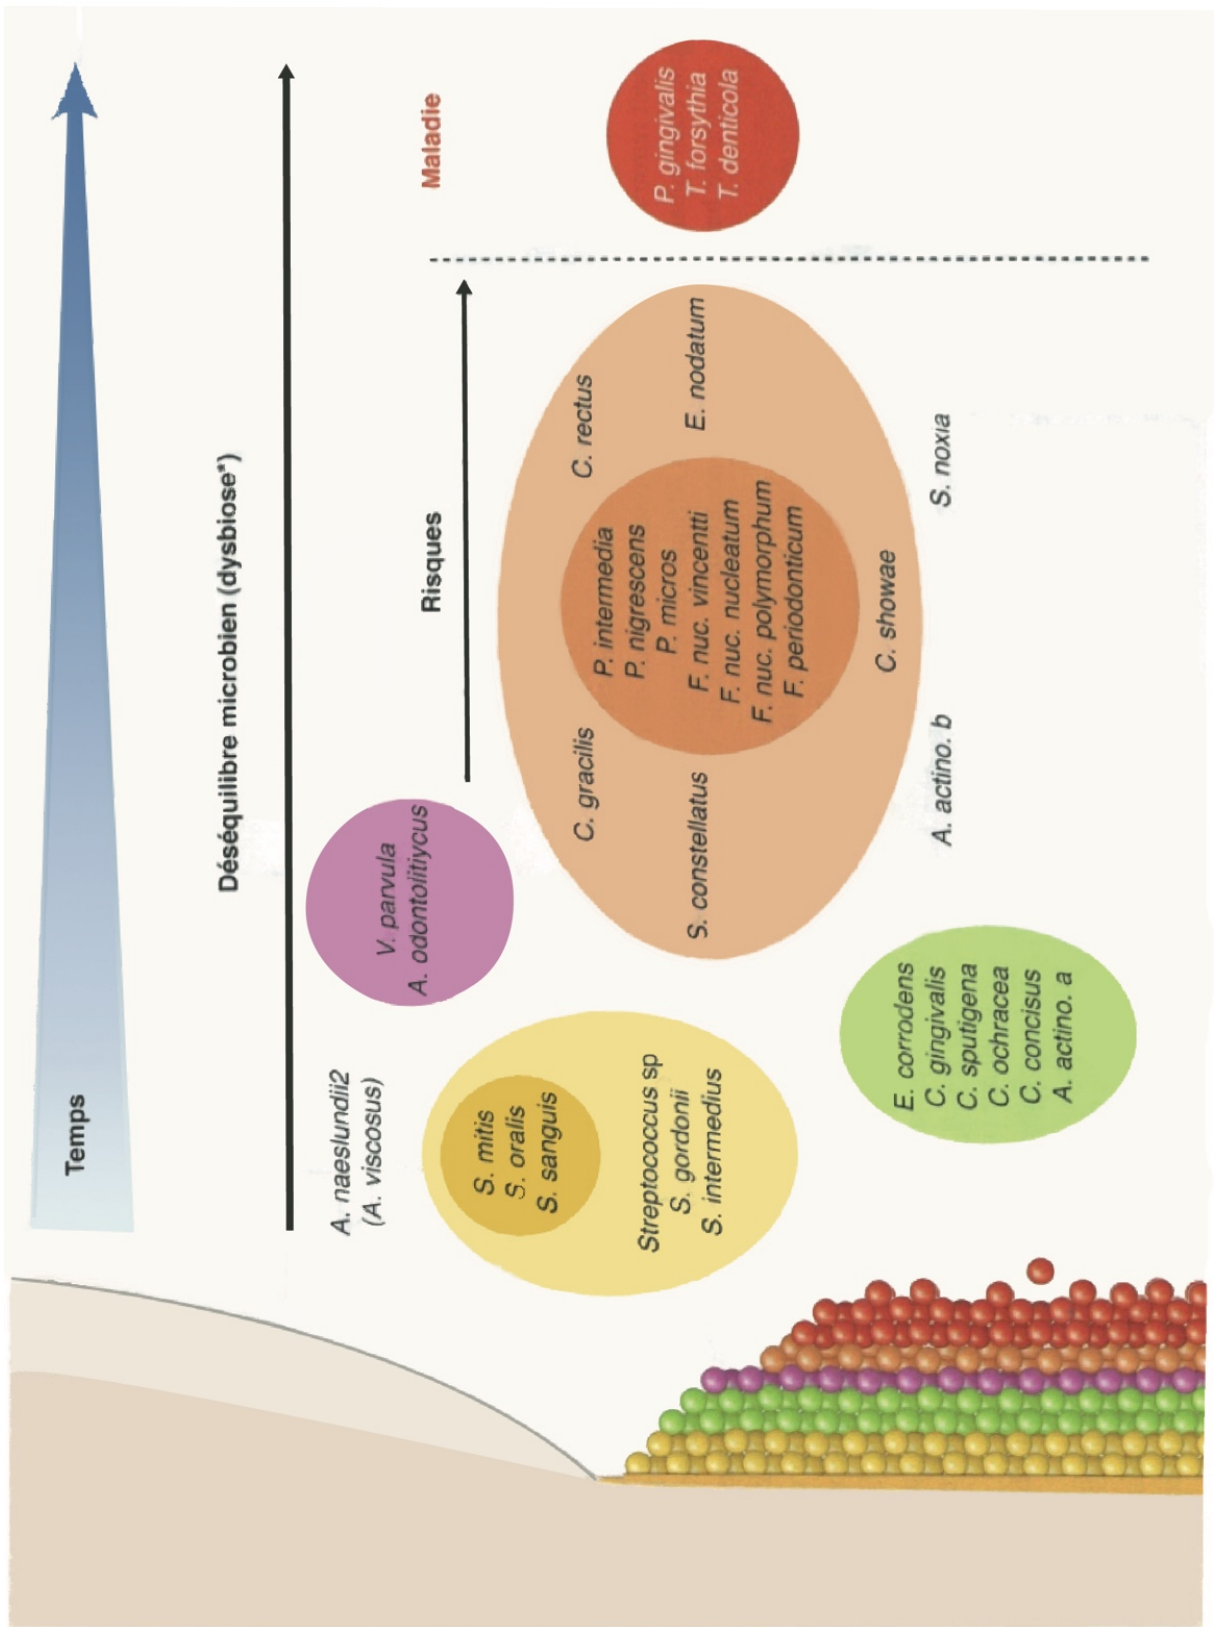 Temps
Déséquilibre microbien (dysbiose*)
Risques
Maladie
A. naeslundii2
(A. viscosus)
V. parvula
A. odontolitiycus
S. mitis
S. oralis
S. sanguis
Streptococcus sp
S. gordonii
S. intermedius
E. corrodens
C. gingivalis
C. sputigena
C. ochracea
C. concisus
A. actino. a
C. gracilis
S. constellatus
P. intermedia
P. nigrescens
P. micros
F. nuc. vincentti
F. nuc. nucleatum
F. nuc. polymorphum
F. periodonticum
C. rectus
E. nodatum
C. showae
A. actino. b
S. noxia
P. gingivalis
T. forsythia
T. denticola